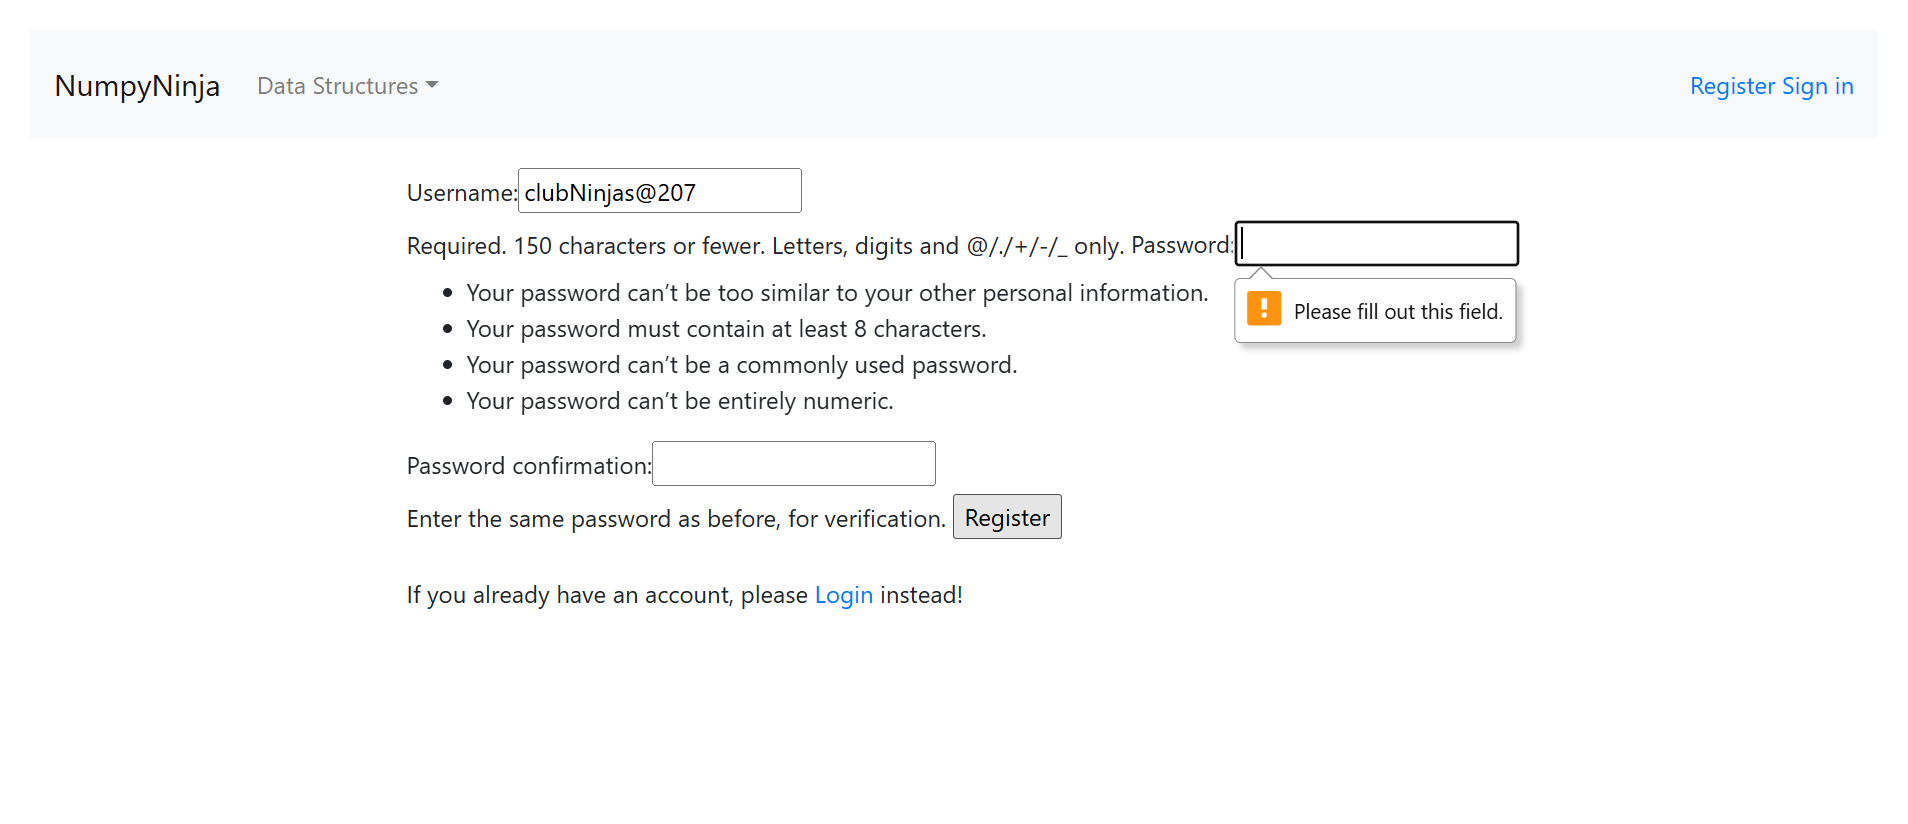 NumpyNinja Data Structures Register Sign in
Username: clubNinjas@207
Required. 150 characters or fewer. Letters, digits and @/./+/-/_ only. Password:
Please fill out this field.
• Your password can’t be too similar to your other personal information.
• Your password must contain at least 8 characters.
• Your password can’t be a commonly used password.
• Your password can’t be entirely numeric.
Password confirmation:
Enter the same password as before, for verification. Register
If you already have an account, please Login instead!